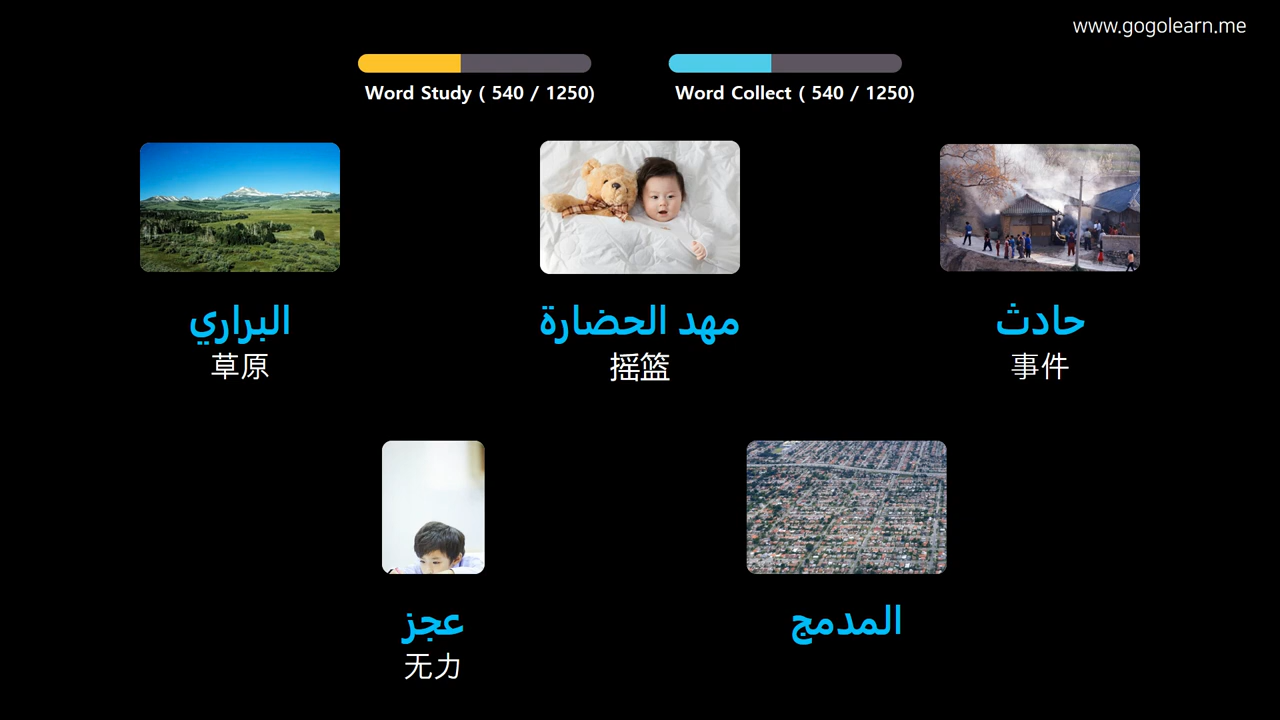 www.gogolearn.me
Word Study ( 540 / 1250)
Word Collect ( 540 / 1250)
البراري
草原
مهد الحضارة
摇篮
حادث
事件
عجز
无力
المدمج